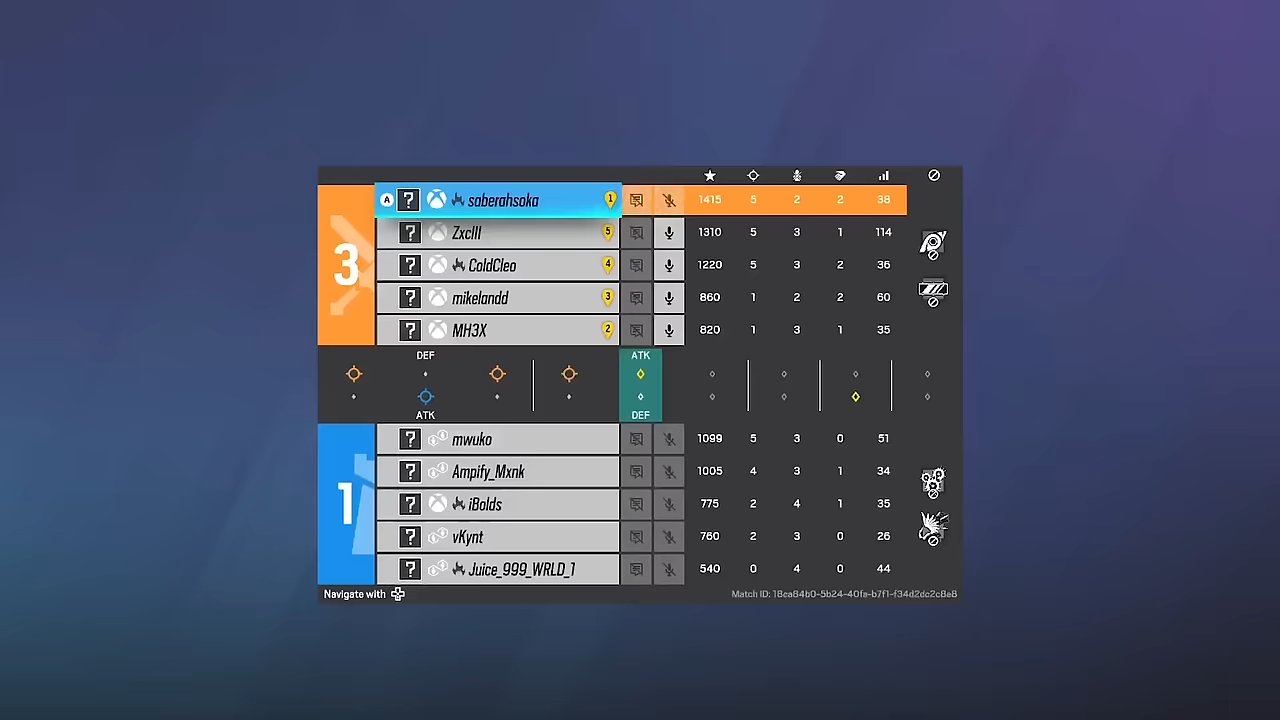 A ? saberahsoka 1 1415 5 2 2 38
? ZxcIII 5 1310 5 3 1 114
? ColdCleo 4 1220 5 3 2 36
3
? mikelandd 3 860 1 2 2 60
? MH3X 2 820 1 3 1 35
DEF ATK
ATK DEF
? mwuko 1099 5 3 0 51
? Ampify_Mxnk 1005 4 3 1 34
1
? iBolds 775 2 4 1 35
? vKynt 760 2 3 0 26
? Juice_999_WRLD_1 540 0 4 0 44
Navigate with
Match ID: 18ea84b0-5b24-40fa-b7f1-f34d2dc2c8e8